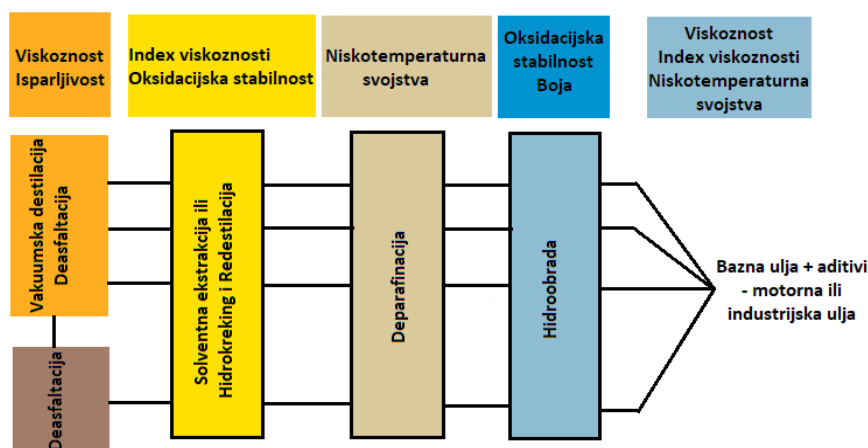 Viskoznost
Isparljivost
Index viskoznosti
Oksidacijska stabilnost
Niskotemperaturna
svojstva
Oksidacijska
stabilnost
Boja
Viskoznost
Index viskoznosti
Niskotemperaturna
svojstva
Vakuumska destilacija
Deasfaltacija
Deasfaltacija
Solventna ekstrakcija ili
Hidrokreking i Redestilacija
Deparafinacija
Hidroobrada
Bazna ulja + aditivi
- motorna ili
industrijska ulja